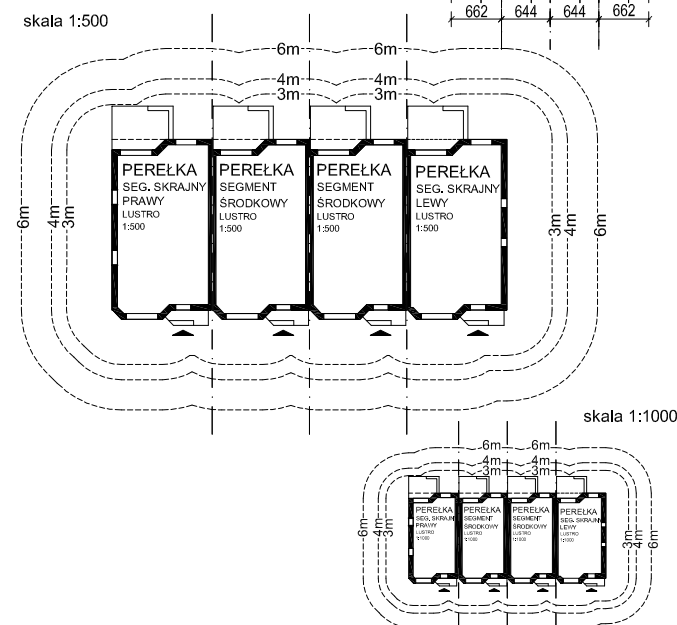 skala 1:500
662 644 644 662
6m 6m
4m 4m
3m 3m
PEREŁKA
SEG. SKRAJNY
PRAWY
LUSTRO
1:500
PEREŁKA
SEGMENT
ŚRODKOWY
LUSTRO
1:500
PEREŁKA
SEGMENT
ŚRODKOWY
LUSTRO
1:500
PEREŁKA
SEG. SKRAJNY
LEWY
LUSTRO
1:500
6m 4m 3m
3m 4m 6m
skala 1:1000
6m 6m
4m 4m
3m 3m
PEREŁKA
SEG. SKRAJNY
PRAWY
LUSTRO
1:1000
PEREŁKA
SEGMENT
ŚRODKOWY
LUSTRO
1:1000
PEREŁKA
SEGMENT
ŚRODKOWY
LUSTRO
1:1000
PEREŁKA
SEG. SKRAJNY
LEWY
LUSTRO
1:1000
6m 4m 3m
3m 4m 6m